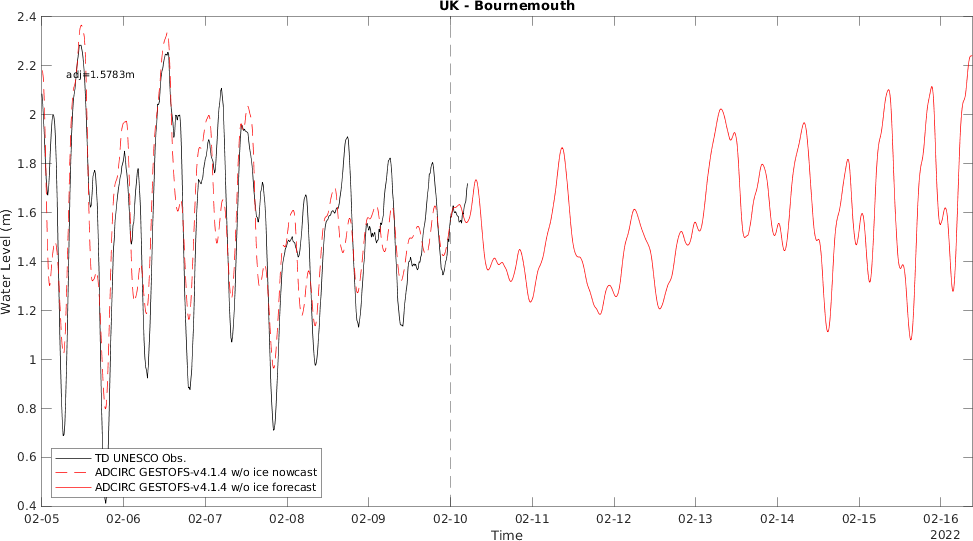 UK - Bournemouth
2.4
2.2
2
1.8
1.6
1.4
1.2
1
0.8
0.6
0.4
Water Level (m)
adj=1.5783m
TD UNESCO Obs.
ADCIRC GESTOFS-v4.1.4 w/o ice nowcast
ADCIRC GESTOFS-v4.1.4 w/o ice forecast
02-05 02-06 02-07 02-08 02-09 02-10 02-11 02-12 02-13 02-14 02-15 02-16
Time
2022